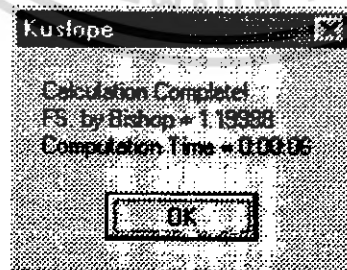 Kuslope
Calculation Complete!
FS. by Bishop = 1.19988
Computation Time = 0:00:06
OK